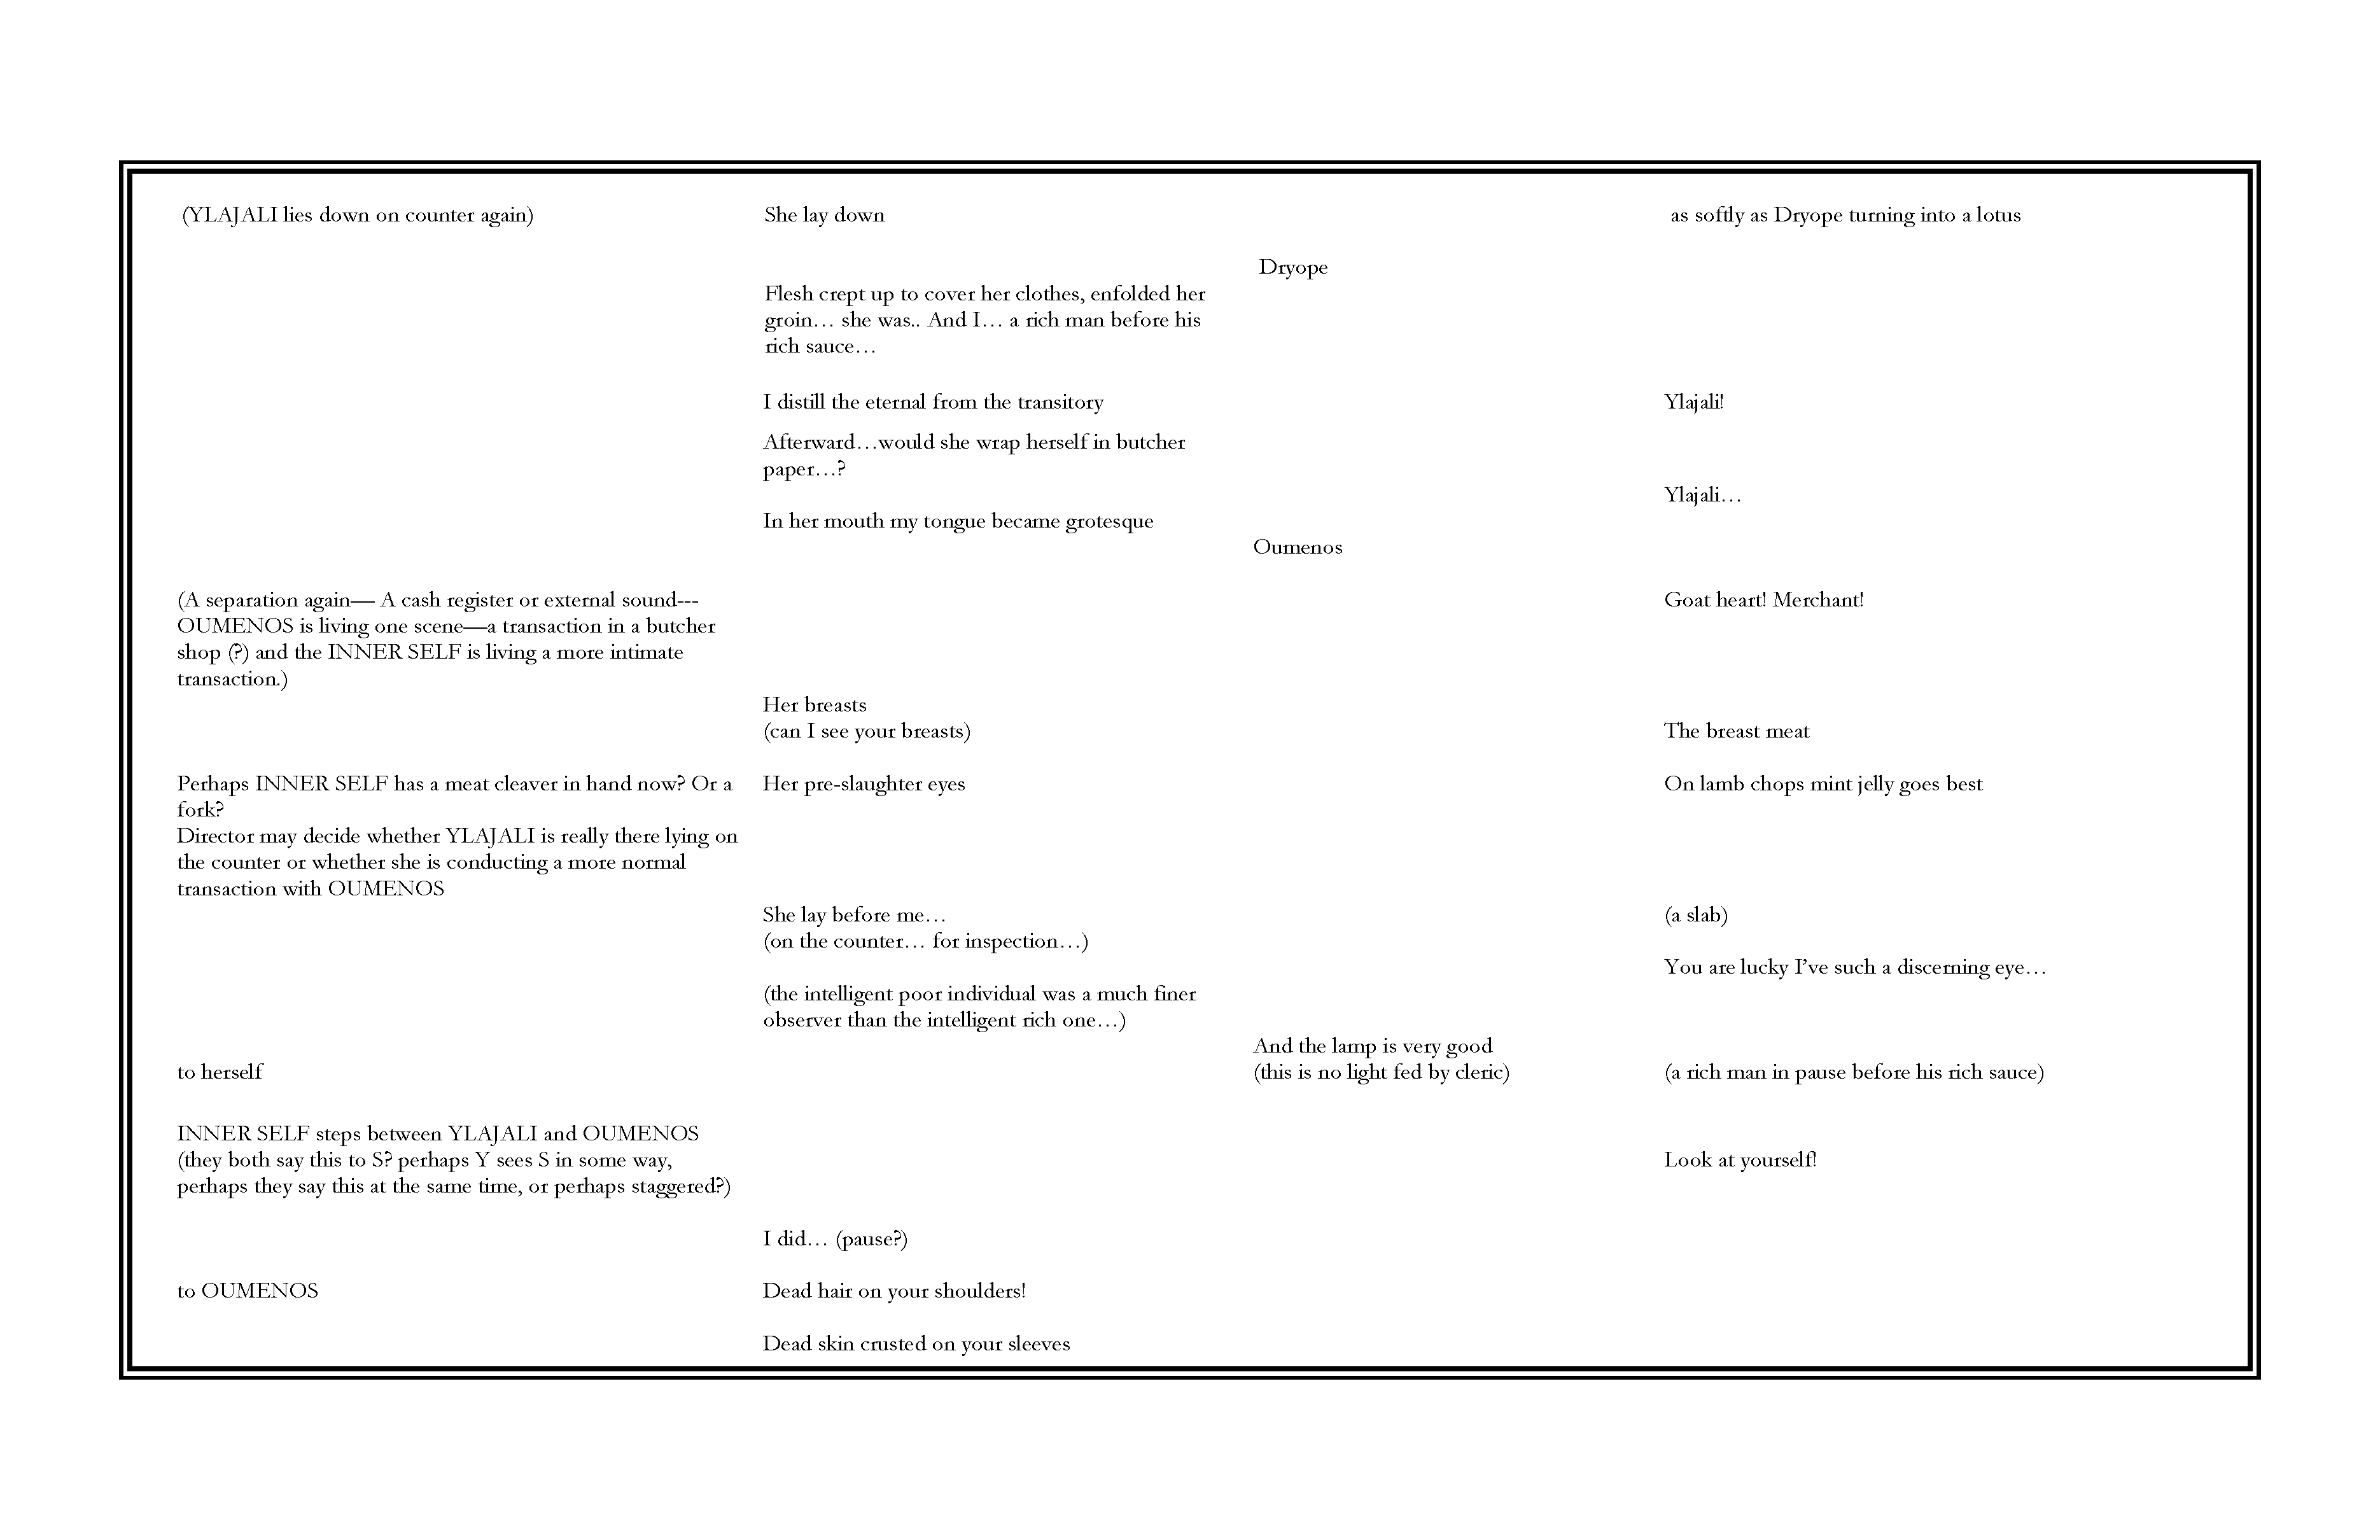 (YLAJALI lies down on counter again)
She lay down
as softly as Dryope turning into a lotus
Dryope
Flesh crept up to cover her clothes, enfolded her
groin… she was.. And I… a rich man before his
rich sauce…
I distill the eternal from the transitory
Ylajali!
Afterward…would she wrap herself in butcher
paper…?
Ylajali…
In her mouth my tongue became grotesque
Oumenos
(A separation again— A cash register or external sound---
OUMENOS is living one scene—a transaction in a butcher
shop (?) and the INNER SELF is living a more intimate
transaction.)
Goat heart! Merchant!
Her breasts
(can I see your breasts)
The breast meat
Perhaps INNER SELF has a meat cleaver in hand now? Or a
fork?
Her pre-slaughter eyes
On lamb chops mint jelly goes best
Director may decide whether YLAJALI is really there lying on
the counter or whether she is conducting a more normal
transaction with OUMENOS
She lay before me…
(on the counter… for inspection…)
(a slab)
You are lucky I’ve such a discerning eye…
(the intelligent poor individual was a much finer
observer than the intelligent rich one…)
And the lamp is very good
to herself
(this is no light fed by cleric)
(a rich man in pause before his rich sauce)
INNER SELF steps between YLAJALI and OUMENOS
(they both say this to S? perhaps Y sees S in some way,
perhaps they say this at the same time, or perhaps staggered?)
Look at yourself!
I did… (pause?)
to OUMENOS
Dead hair on your shoulders!
Dead skin crusted on your sleeves